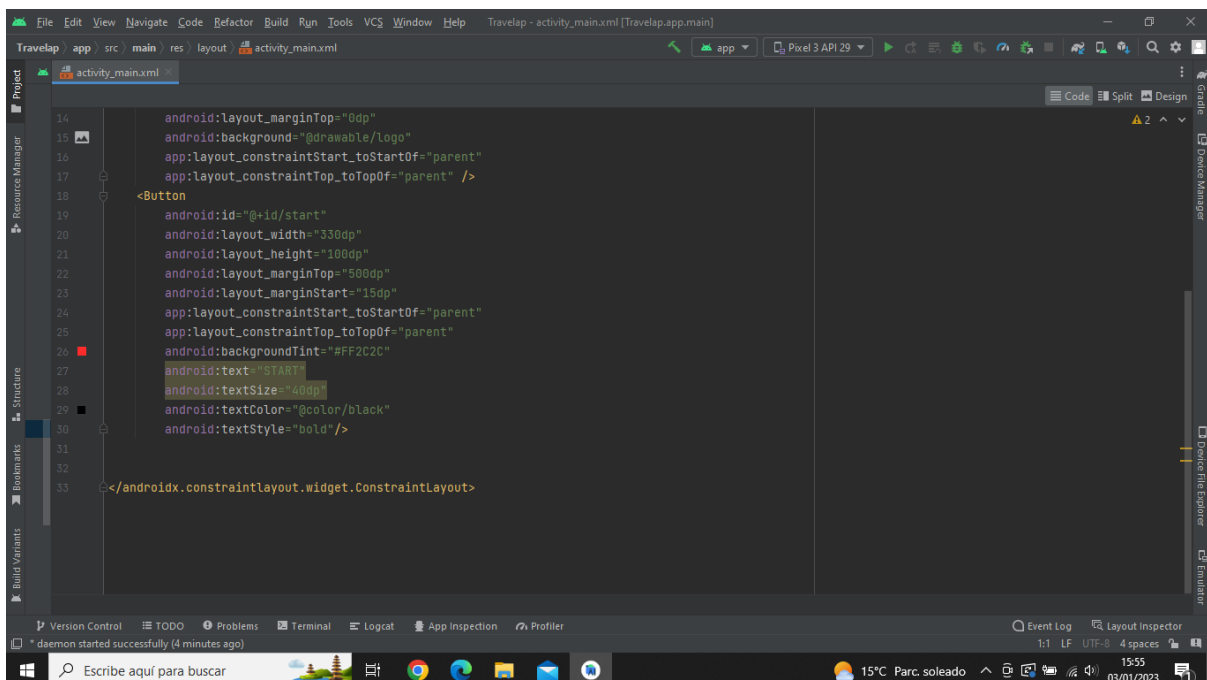 File Edit View Navigate Code Refactor Build Run Tools VCS Window Help Travelap - activity_main.xml [Travelap.app.main]
Travelap app src main res layout activity_main.xml app Pixel 3 API 29
Project activity_main.xml
Code Split Design
Gradle
14 android:layout_marginTop="0dp" 2
15 android:background="@drawable/logo"
16 app:layout_constraintStart_toStartOf="parent"
17 app:layout_constraintTop_toTopOf="parent" />
18 <Button
19 android:id="@+id/start"
20 android:layout_width="330dp"
21 android:layout_height="100dp"
22 android:layout_marginTop="500dp"
23 android:layout_marginStart="15dp"
24 app:layout_constraintStart_toStartOf="parent"
25 app:layout_constraintTop_toTopOf="parent"
26 android:backgroundTint="#FF2C2C"
27 android:text="START"
28 android:textSize="40dp"
29 android:textColor="@color/black"
30 android:textStyle="bold"/>
31
32
33 </androidx.constraintlayout.widget.ConstraintLayout>
Resource Manager
Structure
Bookmarks
Build Variants
Device Manager
Device File Explorer
Emulator
Version Control TODO Problems Terminal Logcat App Inspection Profiler Event Log Layout Inspector
* daemon started successfully (4 minutes ago) 1:1 LF UTF-8 4 spaces
Escribe aquí para buscar 15°C Parc. soleado 15:55
03/01/2023